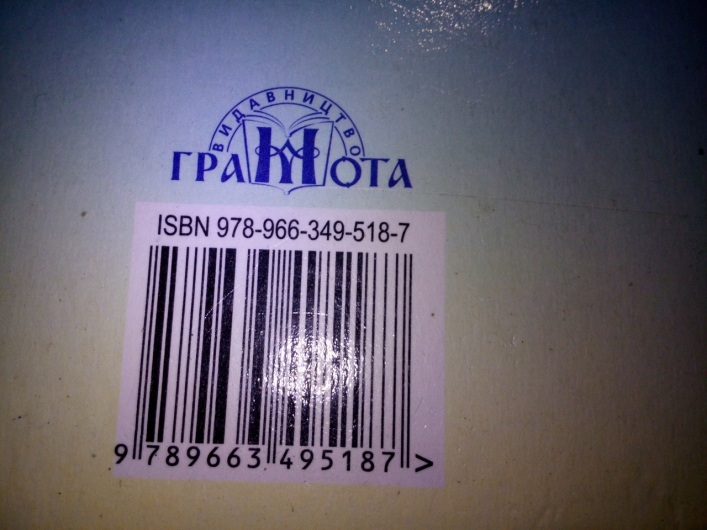 ВИДАВНИЦТВО
ГРАМОТА
ISBN 978-966-349-518-7
9 789663 495187 >